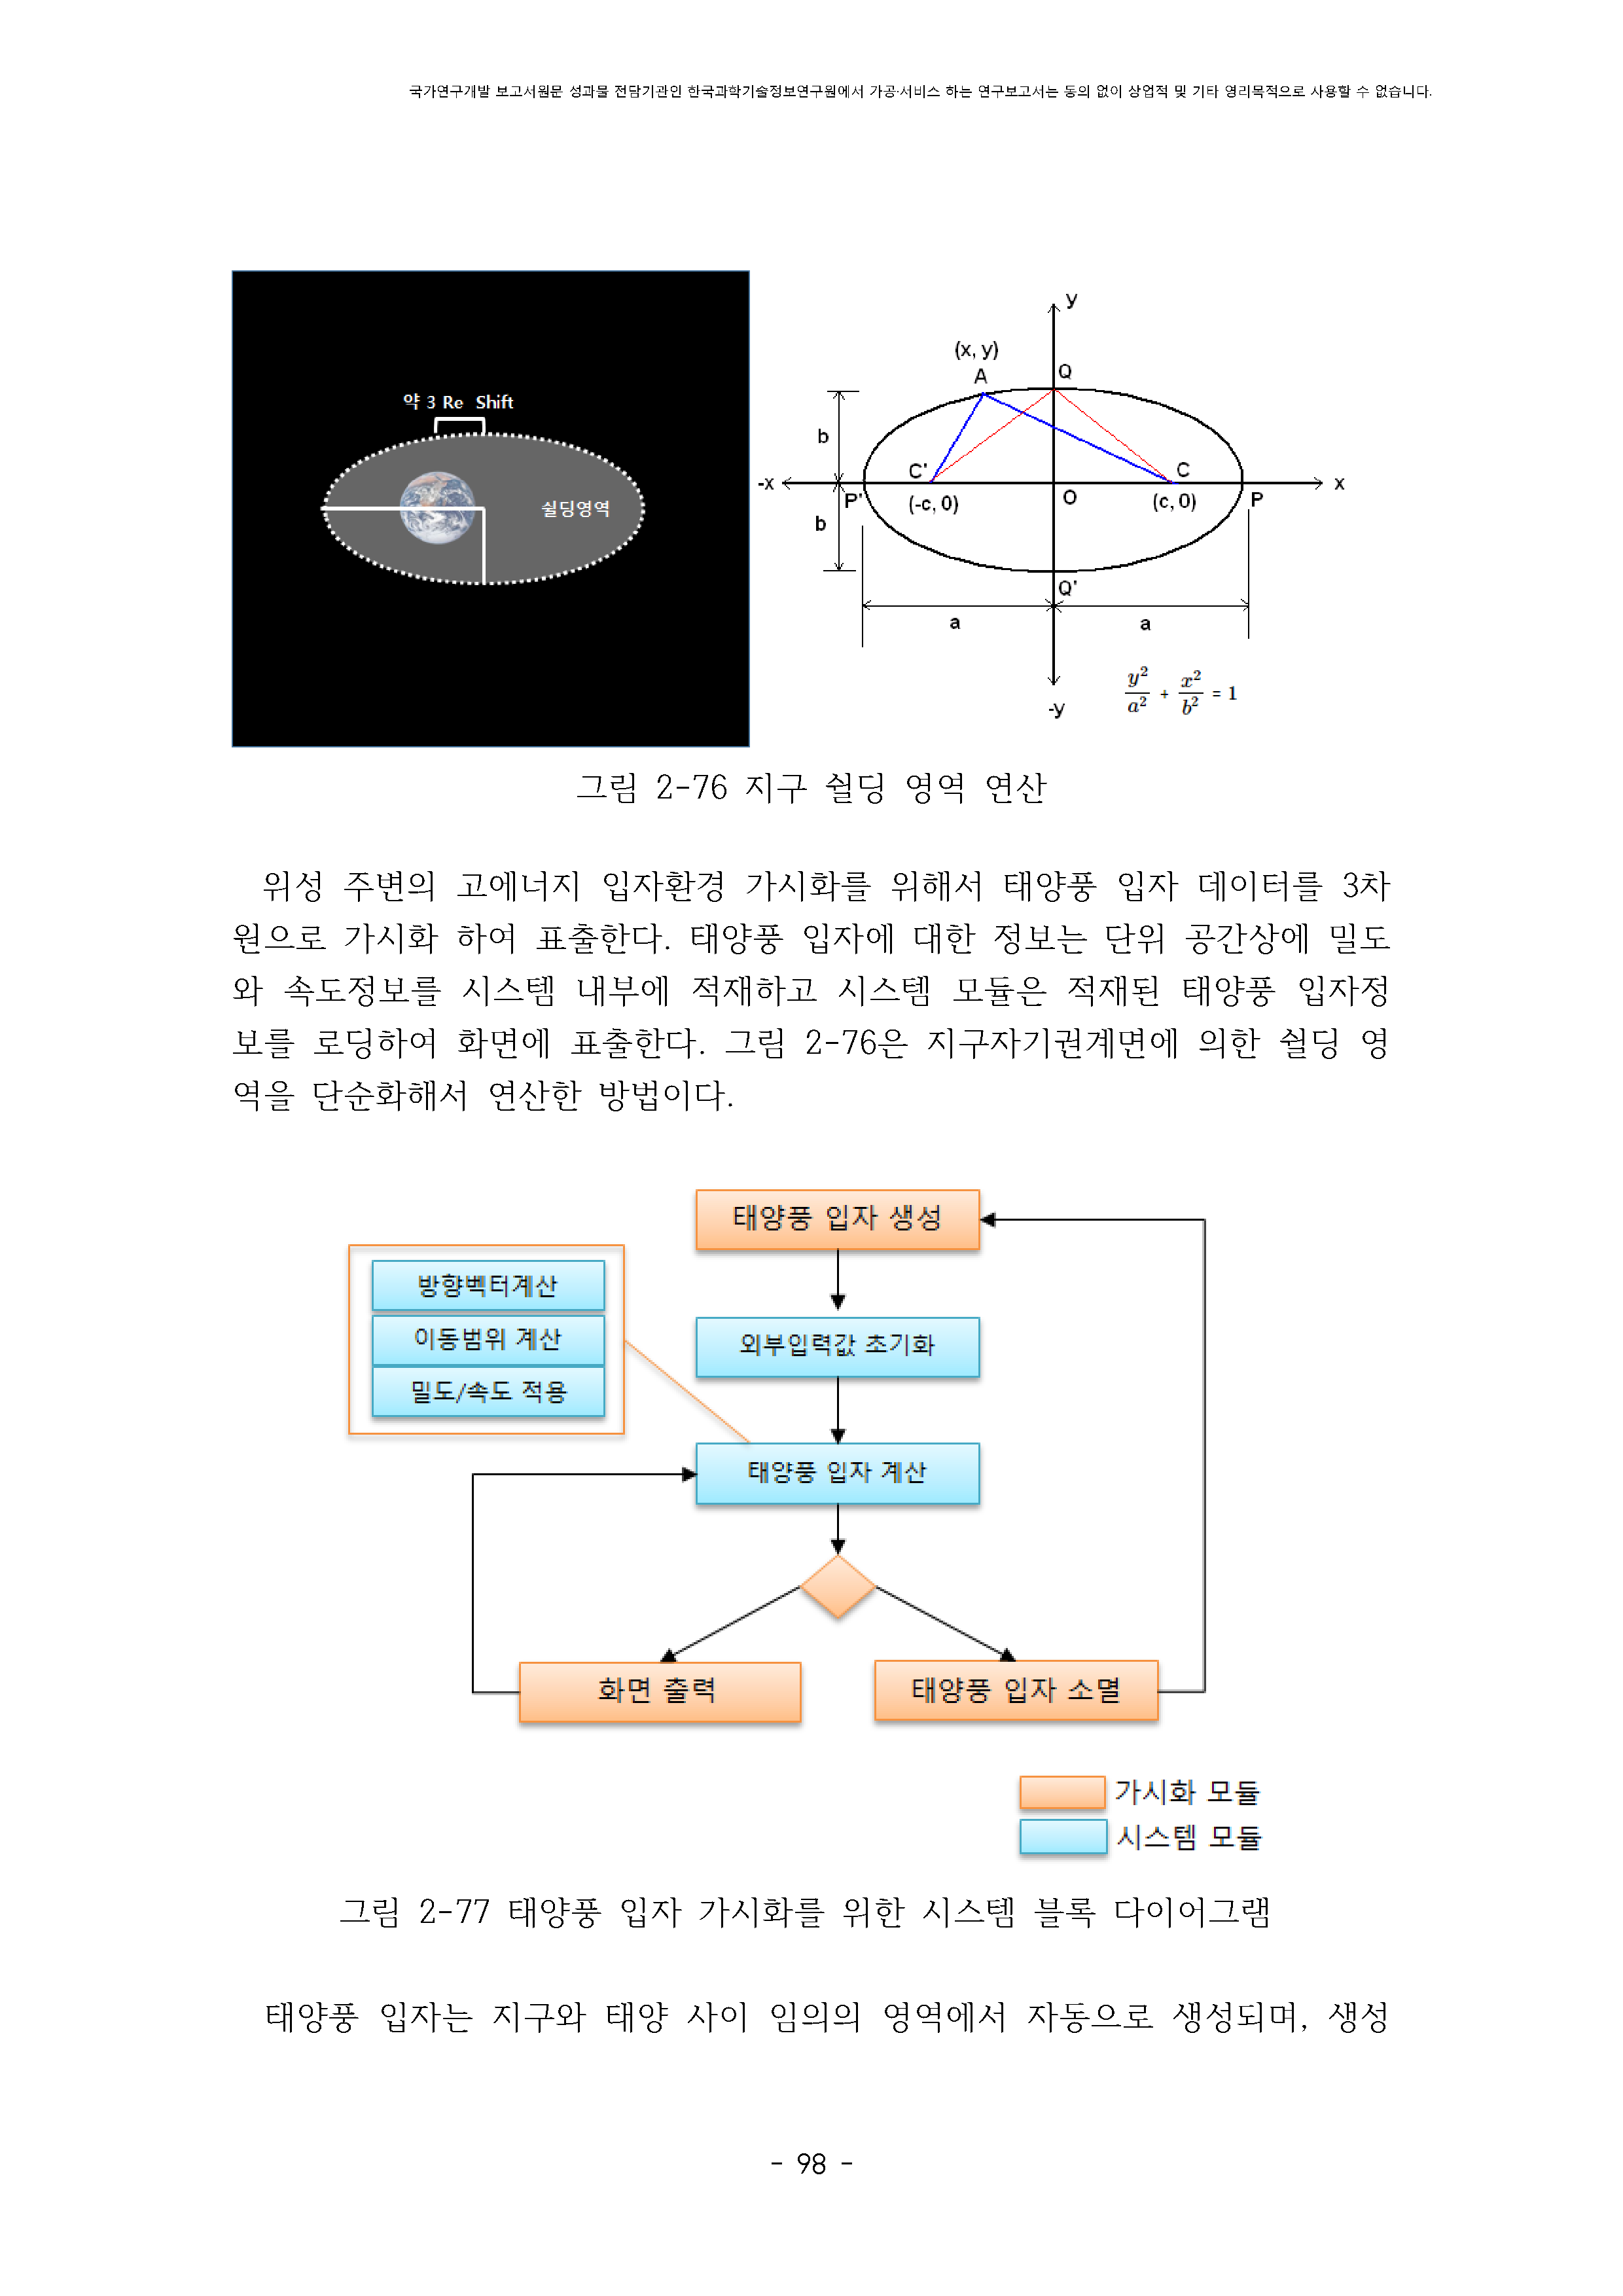 국가연구개발 보고서원문 성과물 전담기관인 한국과학기술정보연구원에서 가공·서비스 하는 연구보고서는 동의 없이 상업적 및 기타 영리목적으로 사용할 수 없습니다.
약 3 Re Shift
쉴딩영역
y
(x, y)
A
Q
b
C'
C
-x
x
P'
(-c, 0)
O
(c, 0)
P
b
Q'
a
a
y² / a² + x² / b² = 1
-y
그림 2-76 지구 쉴딩 영역 연산
위성 주변의 고에너지 입자환경 가시화를 위해서 태양풍 입자 데이터를 3차
원으로 가시화 하여 표출한다. 태양풍 입자에 대한 정보는 단위 공간상에 밀도
와 속도정보를 시스템 내부에 적재하고 시스템 모듈은 적재된 태양풍 입자정
보를 로딩하여 화면에 표출한다. 그림 2-76은 지구자기권계면에 의한 쉴딩 영
역을 단순화해서 연산한 방법이다.
태양풍 입자 생성
방향벡터계산
이동범위 계산
밀도/속도 적용
외부입력값 초기화
태양풍 입자 계산
화면 출력
태양풍 입자 소멸
가시화 모듈
시스템 모듈
그림 2-77 태양풍 입자 가시화를 위한 시스템 블록 다이어그램
태양풍 입자는 지구와 태양 사이 임의의 영역에서 자동으로 생성되며, 생성
- 98 -